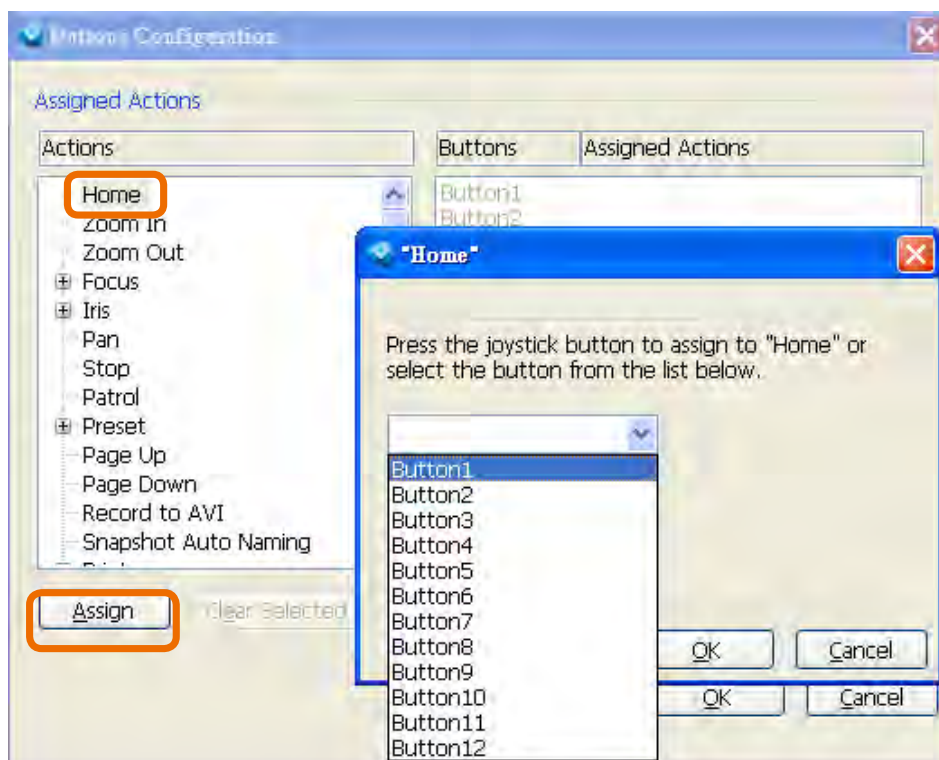 Buttons Configuration
Assigned Actions
Actions
Buttons
Assigned Actions
Home
Zoom In
Zoom Out
Focus
Iris
Pan
Stop
Patrol
Preset
Page Up
Page Down
Record to AVI
Snapshot Auto Naming
Button1
Button2
Assign
Clear Selected
"Home"
Press the joystick button to assign to "Home" or
select the button from the list below.
Button1
Button2
Button3
Button4
Button5
Button6
Button7
Button8
Button9
Button10
Button11
Button12
OK
Cancel
OK
Cancel